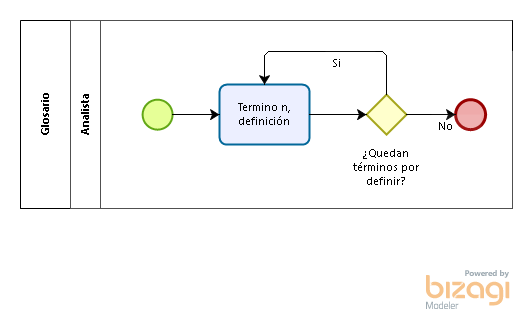 Glosario
Analista
Termino n,
definición
Si
¿Quedan
términos por
definir?
No
Powered by
bizagi
Modeler